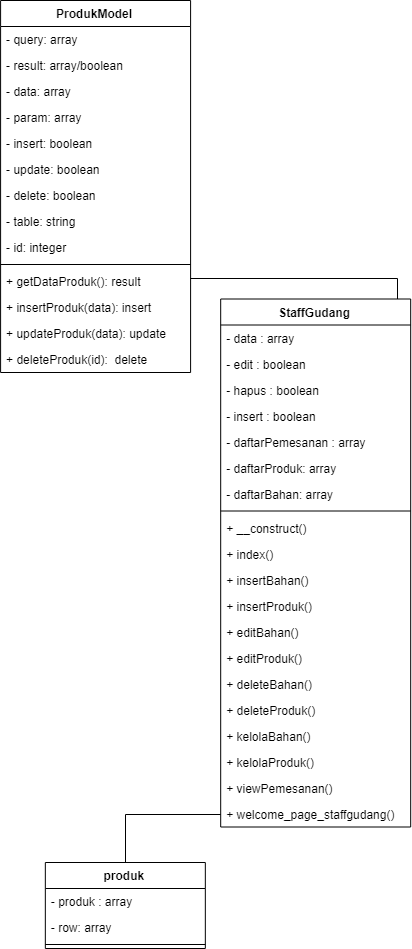 ProdukModel
- query: array
- result: array/boolean
- data: array
- param: array
- insert: boolean
- update: boolean
- delete: boolean
- table: string
- id: integer
+ getDataProduk(): result
+ insertProduk(data): insert
+ updateProduk(data): update
+ deleteProduk(id): delete
StaffGudang
- data : array
- edit : boolean
- hapus : boolean
- insert : boolean
- daftarPemesanan : array
- daftarProduk: array
- daftarBahan: array
+ __construct()
+ index()
+ insertBahan()
+ insertProduk()
+ editBahan()
+ editProduk()
+ deleteBahan()
+ deleteProduk()
+ kelolaBahan()
+ kelolaProduk()
+ viewPemesanan()
+ welcome_page_staffgudang()
produk
- produk : array
- row: array